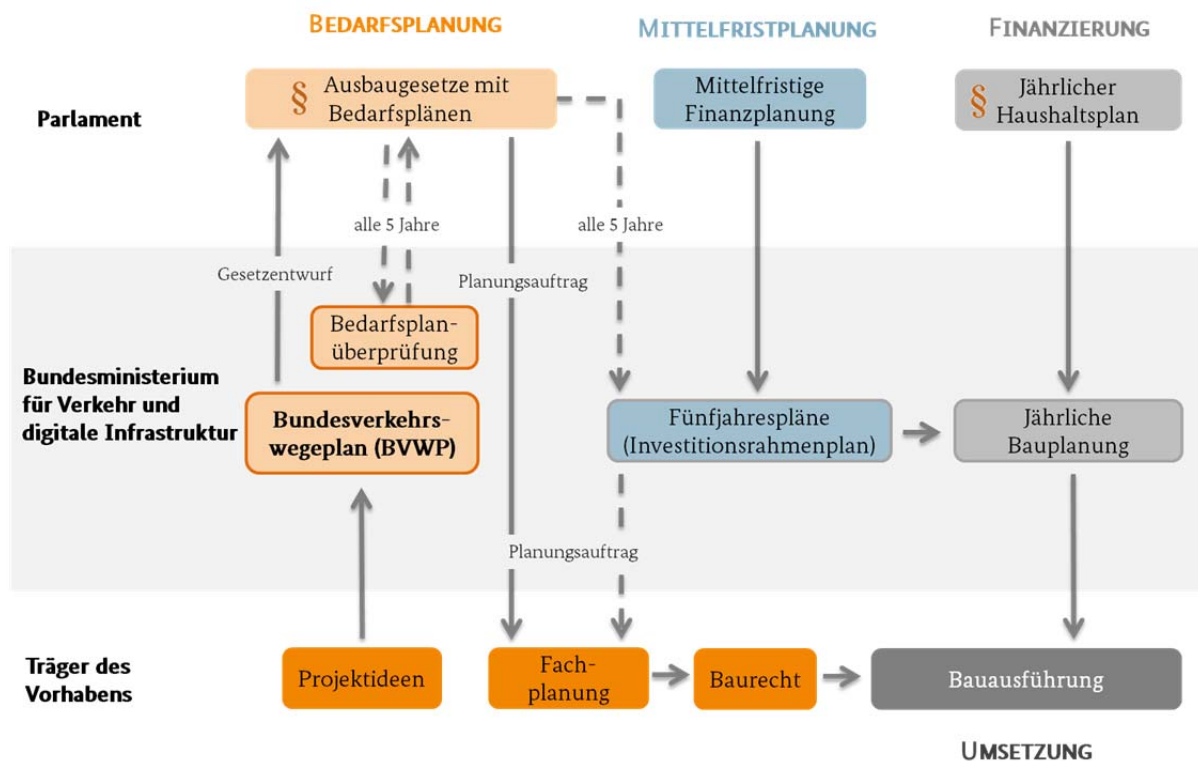 BEDARFSPLANUNG
MITTELFRISTPLANUNG
FINANZIERUNG
Parlament
§ Ausbaugesetze mit
Bedarfsplänen
Mittelfristige
Finanzplanung
§ Jährlicher
Haushaltsplan
alle 5 Jahre
alle 5 Jahre
Gesetzentwurf
Planungsauftrag
Bedarfsplan-
überprüfung
Bundesministerium
für Verkehr und
digitale Infrastruktur
Bundesverkehrs-
wegeplan (BVWP)
Fünfjahrespläne
(Investitionsrahmenplan)
Jährliche
Bauplanung
Planungsauftrag
Träger des
Vorhabens
Projektideen
Fach-
planung
Baurecht
Bauausführung
UMSETZUNG